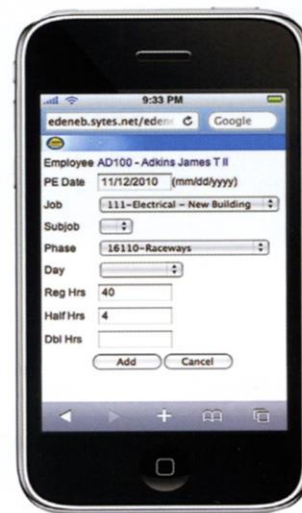 9:33 PM
edeneb.sytes.net/eden Google
Employee AD100 - Adkins James T II
PE Date 11/12/2010 (mm/dd/yyyy)
Job 111-Electrical - New Building
Subjob
Phase 16110-Raceways
Day
Reg Hrs 40
Half Hrs 4
Dbl Hrs
Add Cancel